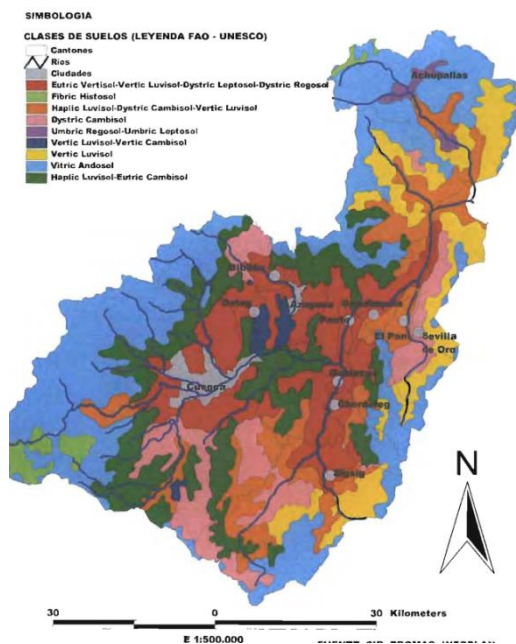 SIMBOLOGIA
CLASES DE SUELOS (LEYENDA FAO - UNESCO)
Cantones
Rios
Ciudades
Eutric Vertisol-Vertic Luvisol-Dystric Leptosol-Dystric Regosol
Fibric Histosol
Haplic Luvisol-Dystric Cambisol-Vertic Luvisol
Dystric Cambisol
Umbric Regosol-Umbric Leptosol
Vertic Luvisol-Vertic Cambisol
Vertic Luvisol
Vitric Andosol
Haplic Luvisol-Eutric Cambisol
Achupallas
Azogues
Paute
El Pan
Sevilla
de Oro
Cuenca
Chordeleg
Sigsig
N
30 0 30 Kilometers
E 1:500.000